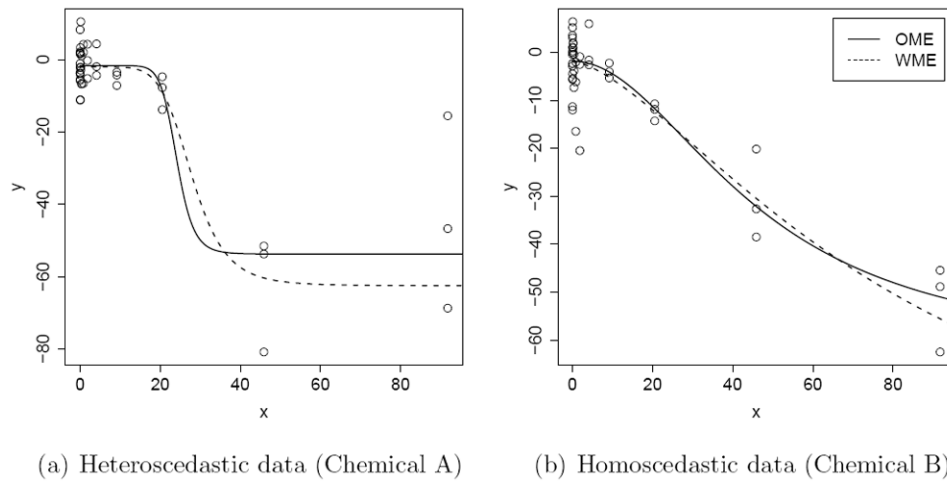 0
−20
−40
−60
−80
y
0 20 40 60 80
x
(a) Heteroscedastic data (Chemical A)
0
−10
−20
−30
−40
−50
−60
y
0 20 40 60 80
x
OME
WME
(b) Homoscedastic data (Chemical B)